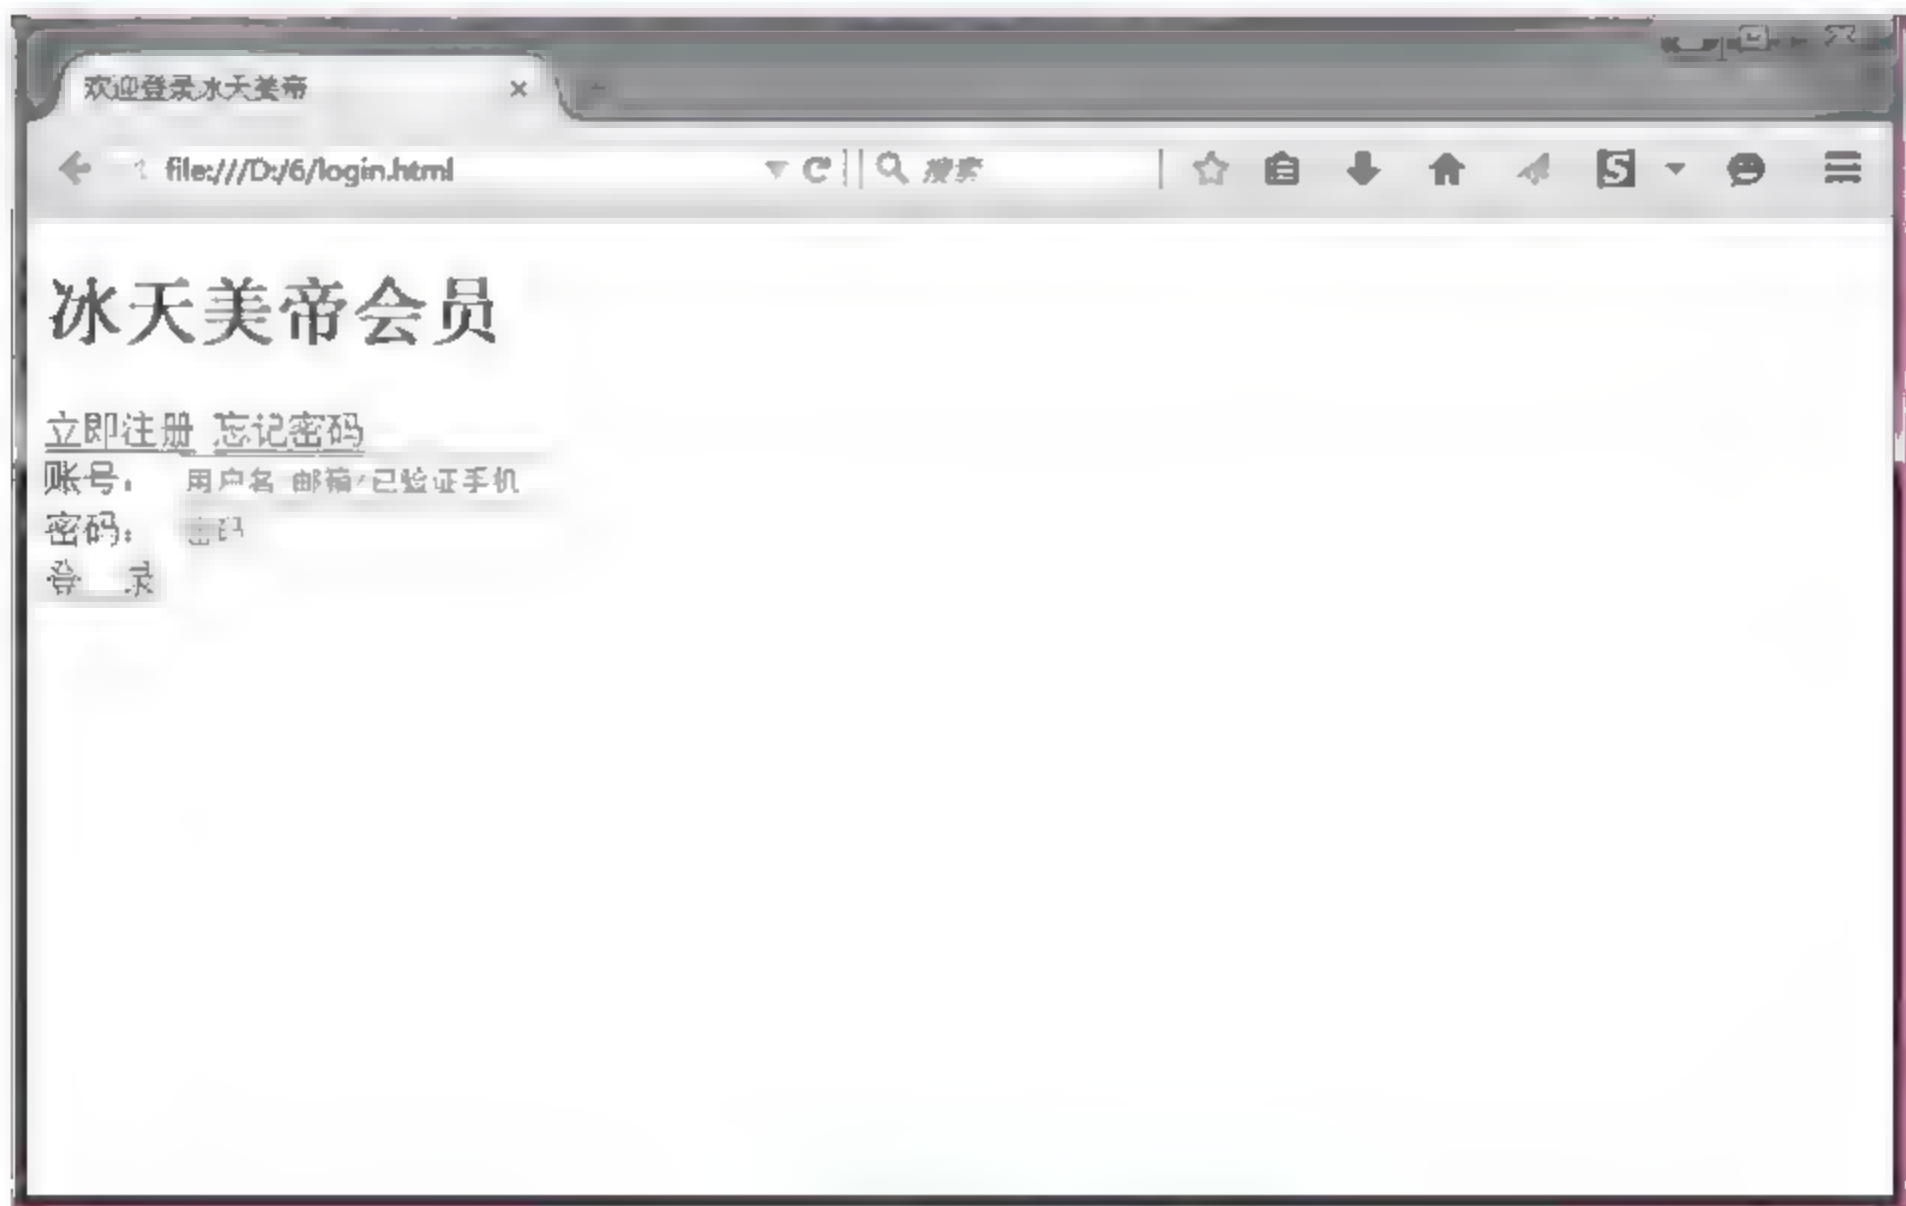 欢迎登录冰天美帝
file:///D:/6/login.html 搜索
冰天美帝会员
立即注册 忘记密码
账号: 用户名/邮箱/已验证手机
密码: 密码
登 录